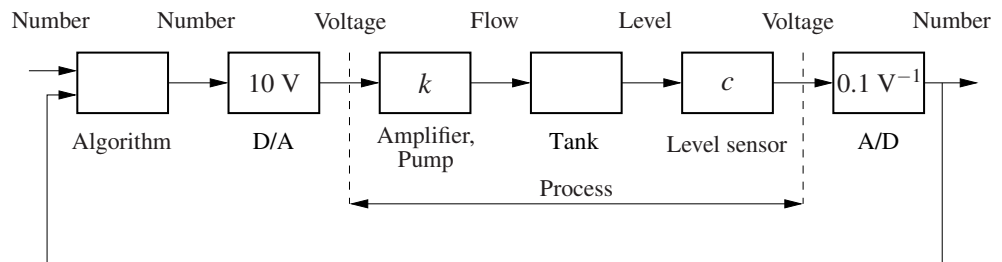 Number Number Voltage Flow Level Voltage Number
10 V k c 0.1 V⁻¹
Algorithm D/A Amplifier, Tank Level sensor A/D
Pump
Process